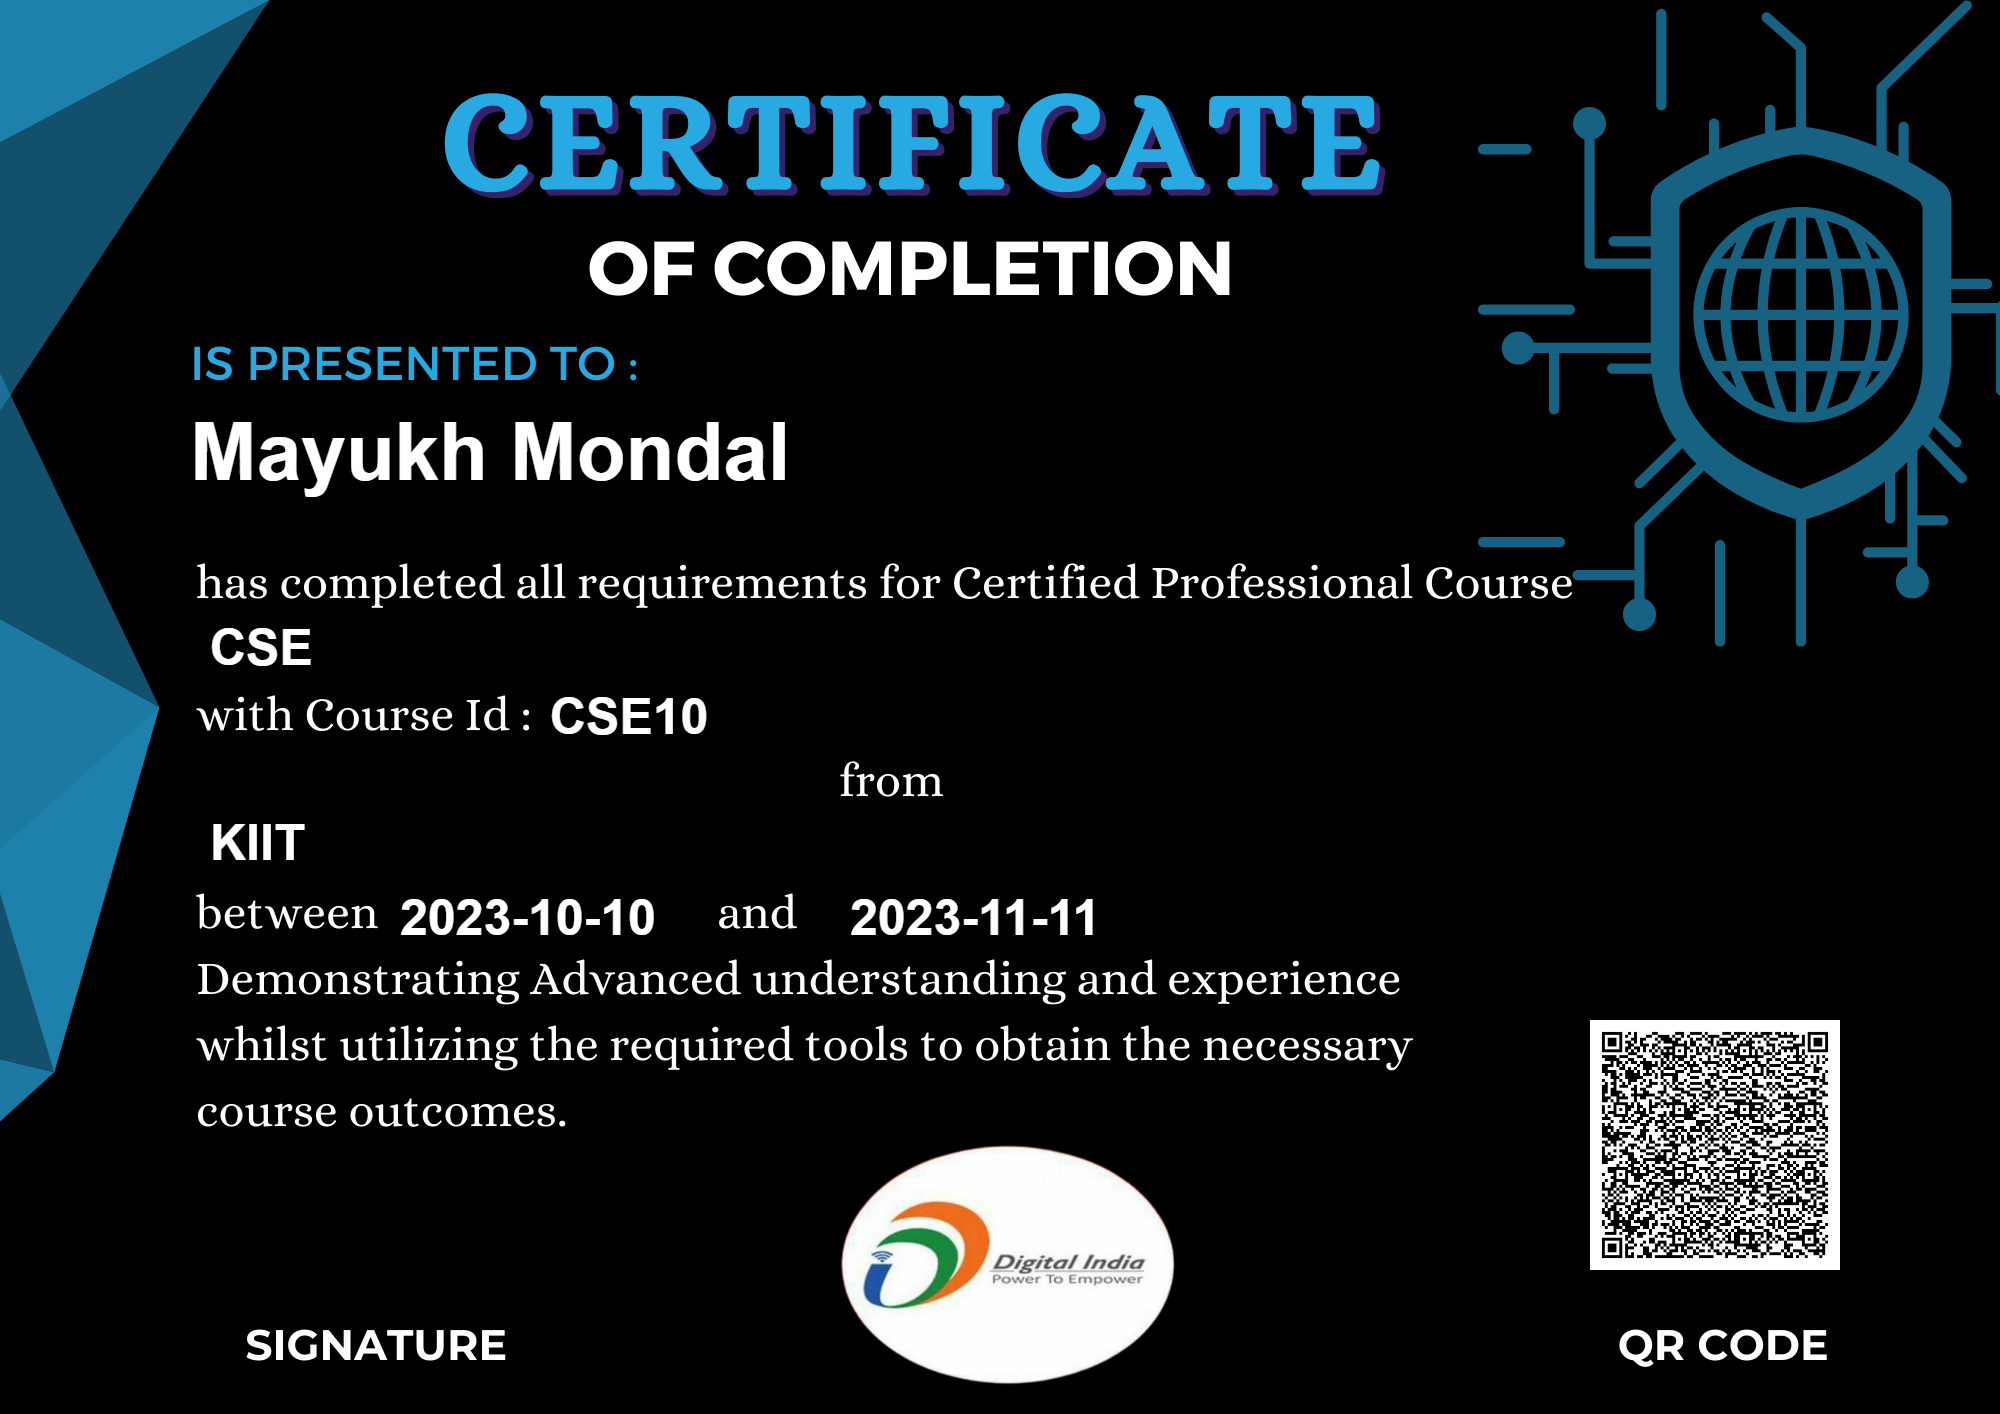 CERTIFICATE
OF COMPLETION
IS PRESENTED TO :
Mayukh Mondal
has completed all requirements for Certified Professional Course
CSE
with Course Id : CSE10
from
KIIT
between 2023-10-10 and 2023-11-11
Demonstrating Advanced understanding and experience
whilst utilizing the required tools to obtain the necessary
course outcomes.
Digital India
Power To Empower
SIGNATURE
QR CODE